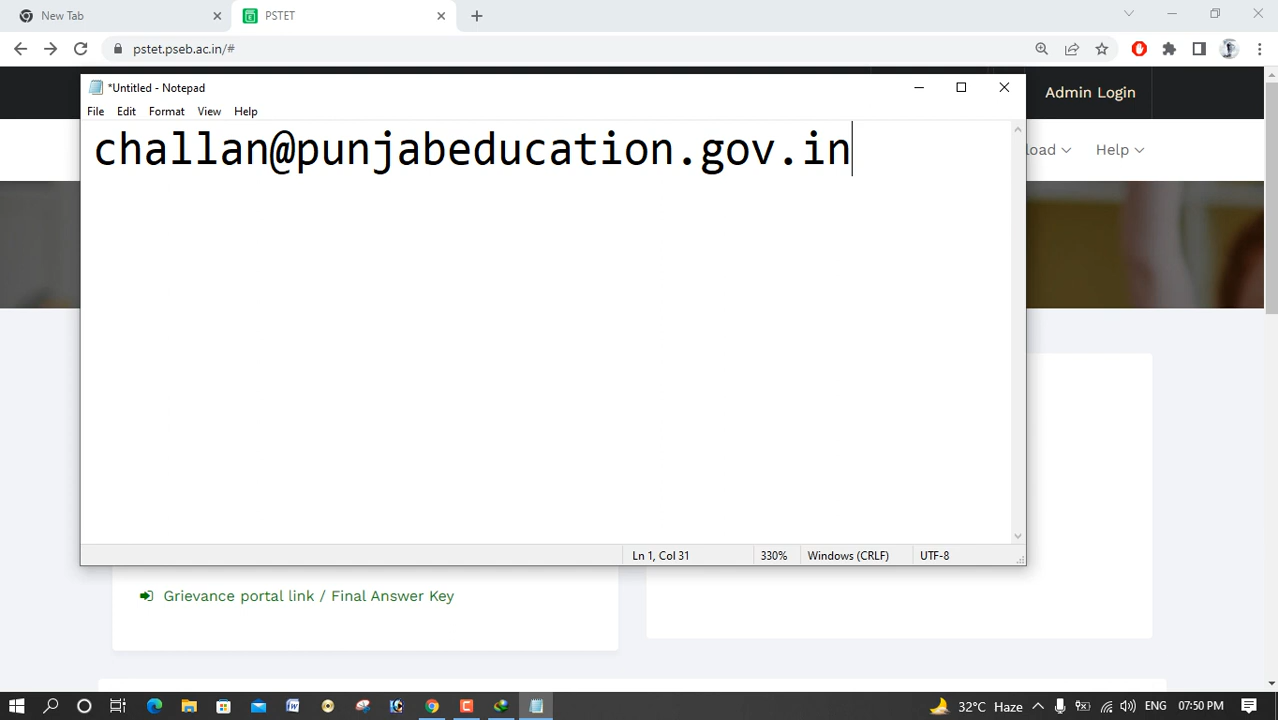 New Tab
PSTET
pstet.pseb.ac.in/#
Admin Login
*Untitled - Notepad
File Edit Format View Help
challan@punjabeducation.gov.in
Help
Ln 1, Col 31
330%
Windows (CRLF)
UTF-8
Grievance portal link / Final Answer Key
32°C Haze
ENG
07:50 PM